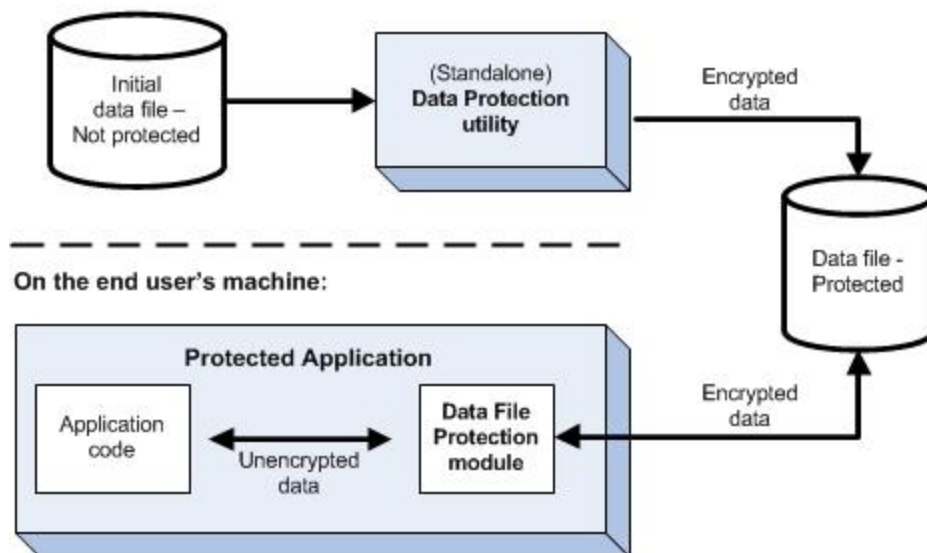 Initial
data file –
Not protected
(Standalone)
Data Protection
utility
Encrypted
data
Data file -
Protected
On the end user's machine:
Protected Application
Application
code
Unencrypted
data
Data File
Protection
module
Encrypted
data